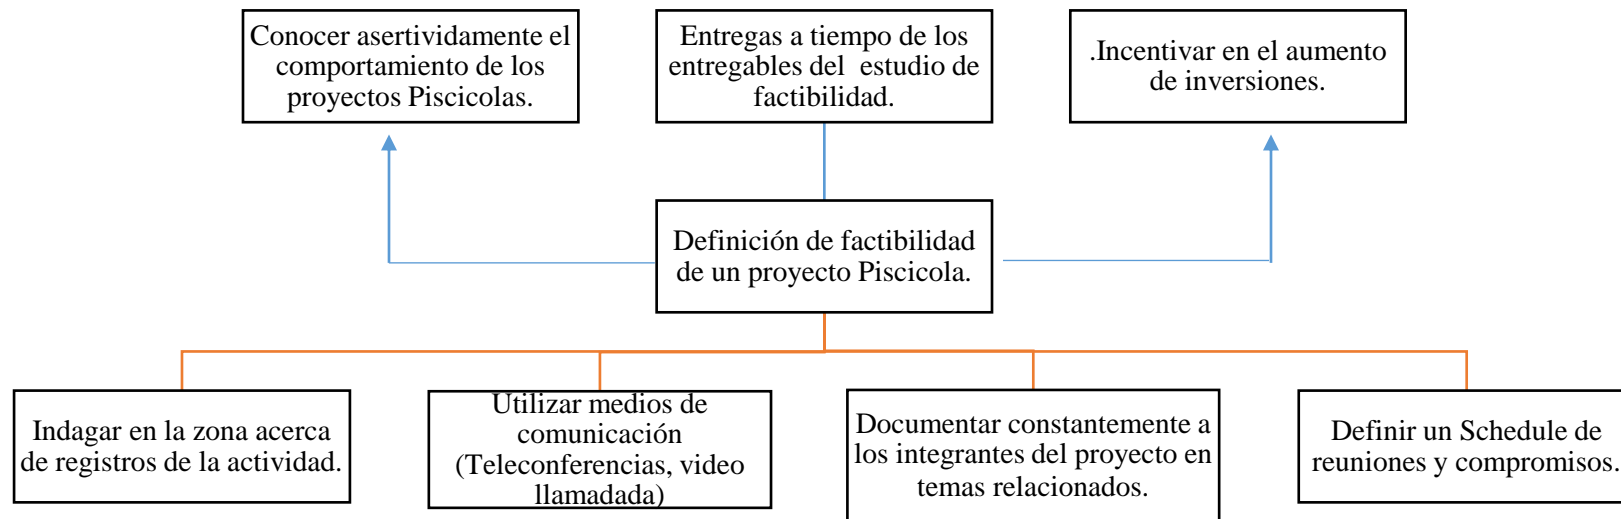 Conocer asertividamente el
comportamiento de los
proyectos Piscicolas.
Entregas a tiempo de los
entregables del estudio de
factibilidad.
.Incentivar en el aumento
de inversiones.
Definición de factibilidad
de un proyecto Piscicola.
Indagar en la zona acerca
de registros de la actividad.
Utilizar medios de
comunicación
(Teleconferencias, video
llamadada)
Documentar constantemente a
los integrantes del proyecto en
temas relacionados.
Definir un Schedule de
reuniones y compromisos.